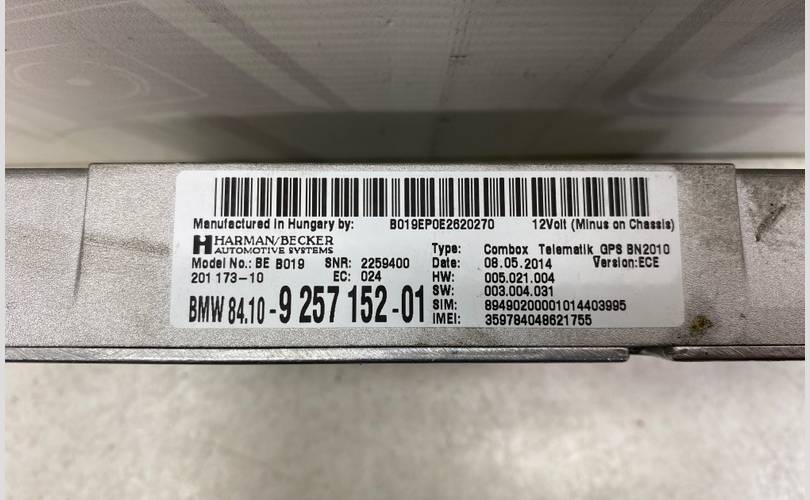 Manufactured In Hungary by: B019EP0E2620270 12Volt (Minus on Chassis)
HARMAN/BECKER
AUTOMOTIVE SYSTEMS
Type: Combox Telematik GPS BN2010
Model No.: BE B019 SNR: 2259400 Date: 08.05.2014 Version:ECE
201 173-10 EC: 024 HW: 005.021.004
SW: 003.004.031
BMW 84.10-9 257 152-01 SIM: 89490200001014403995
IMEI: 359784048621755